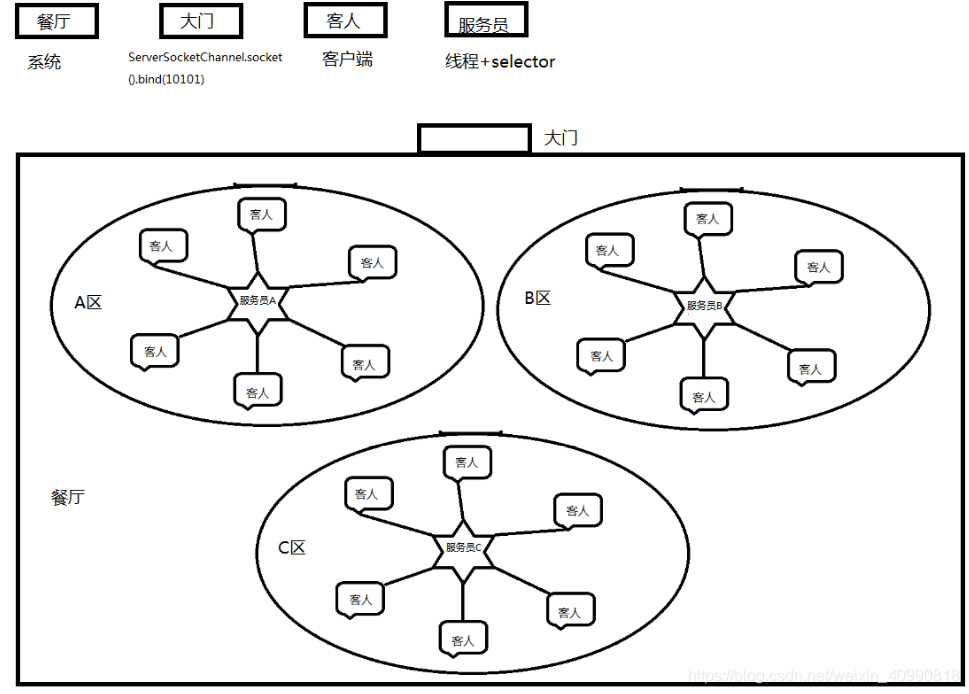 餐厅
大门
客人
服务员
系统
ServerSocketChannel.socket
().bind(10101)
客户端
线程+selector
大门
客人
客人
客人
A区
服务员A
客人
客人
客人
客人
客人
客人
B区
服务员B
客人
客人
客人
餐厅
客人
客人
客人
C区
服务员C
客人
客人
客人
https://blog.csdn.net/weixin_40990818